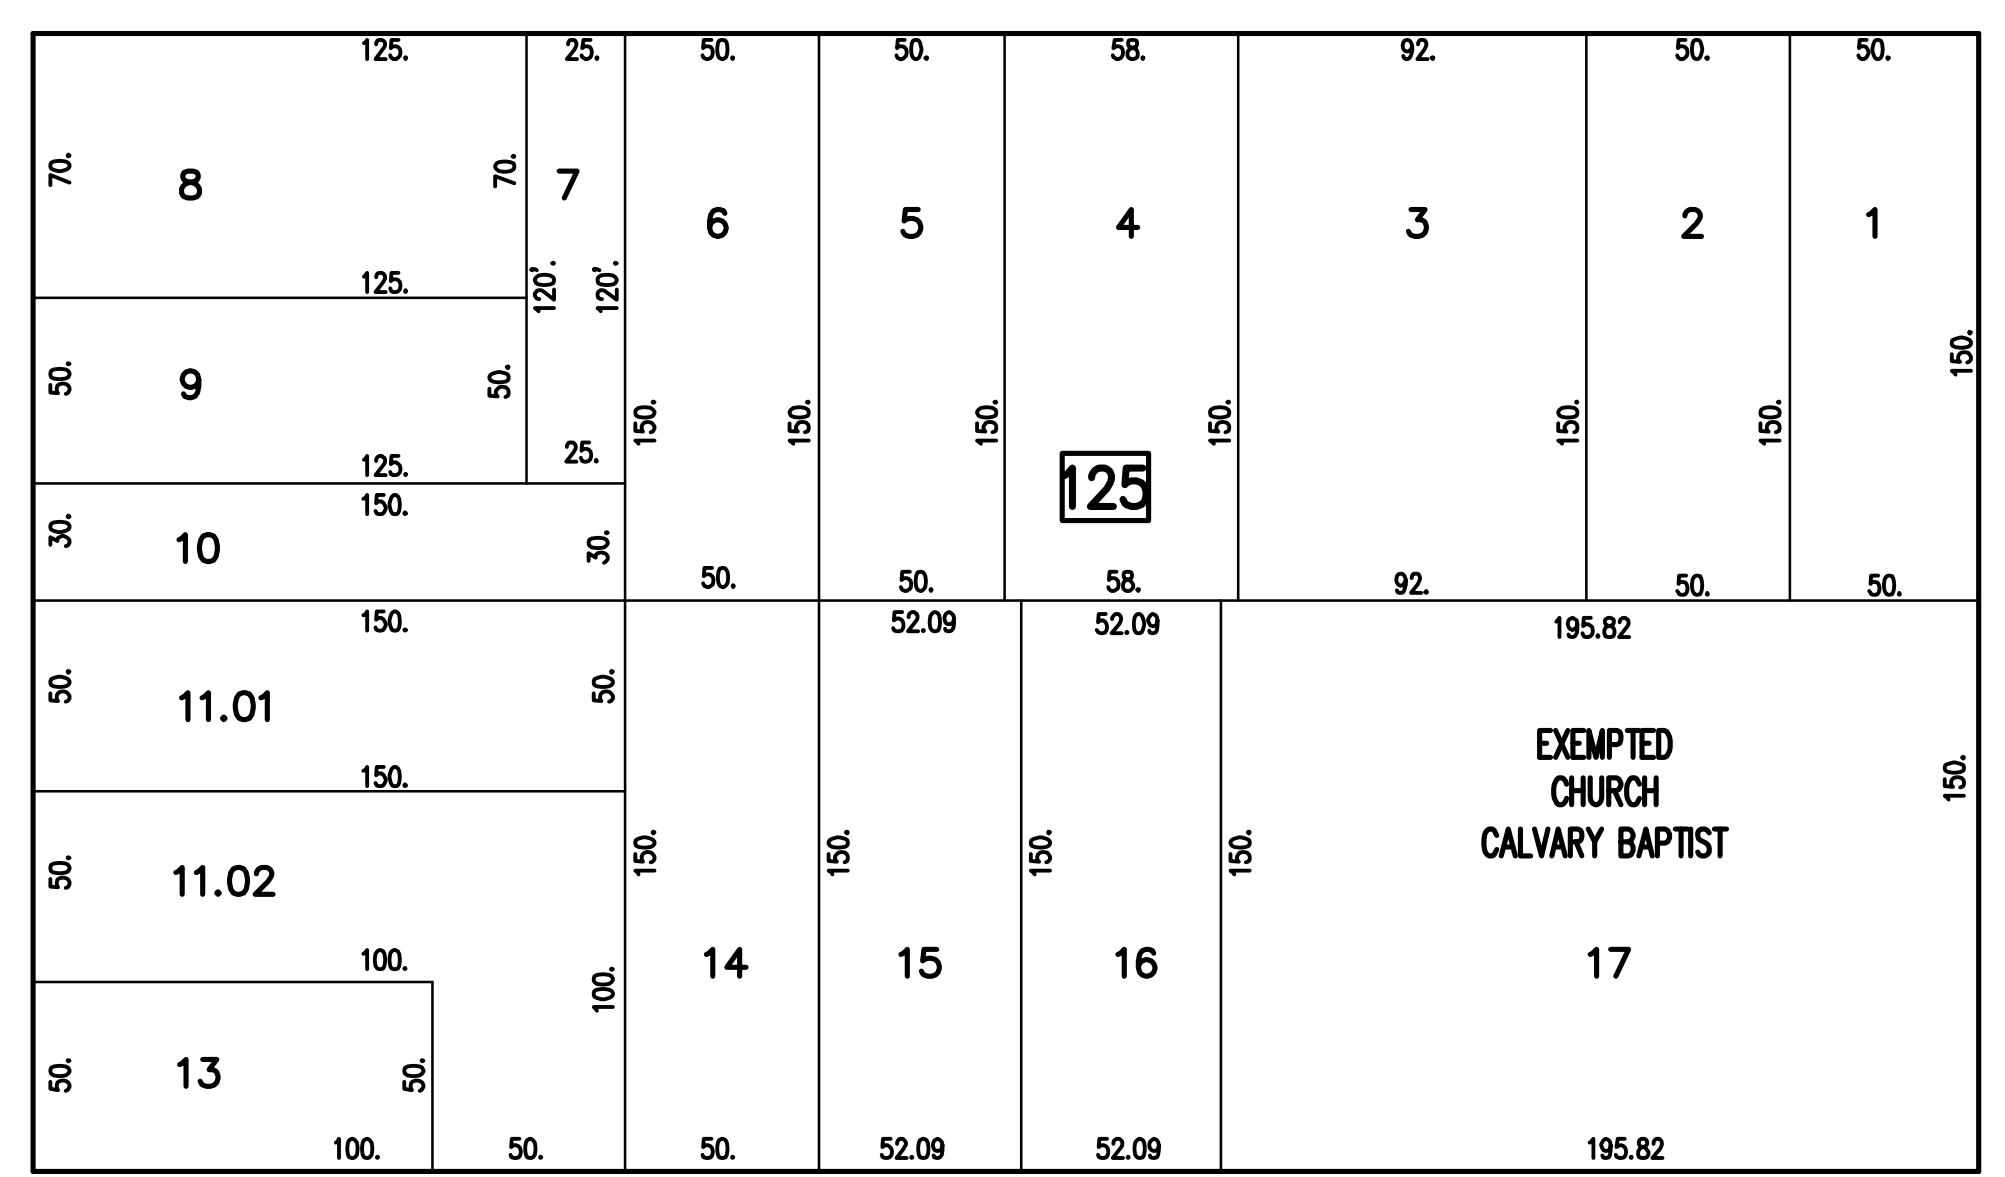 125. 25. 50. 50. 58. 92. 50. 50.
70. 8 70. 7 6 5 4 3 2 1
125. 120'. 120'.
50. 9 50. 150. 150. 150. 150. 150. 150. 150.
125. 25.
150. 125
30. 10 30.
50. 50. 58. 92. 50. 50.
150. 52.09 52.09 195.82
50. 11.01 50.
EXEMPTED
CHURCH
CALVARY BAPTIST
150. 150.
50. 11.02 150. 150. 150. 150.
100. 100. 14 15 16 17
50. 13 50.
100. 50. 50. 52.09 52.09 195.82